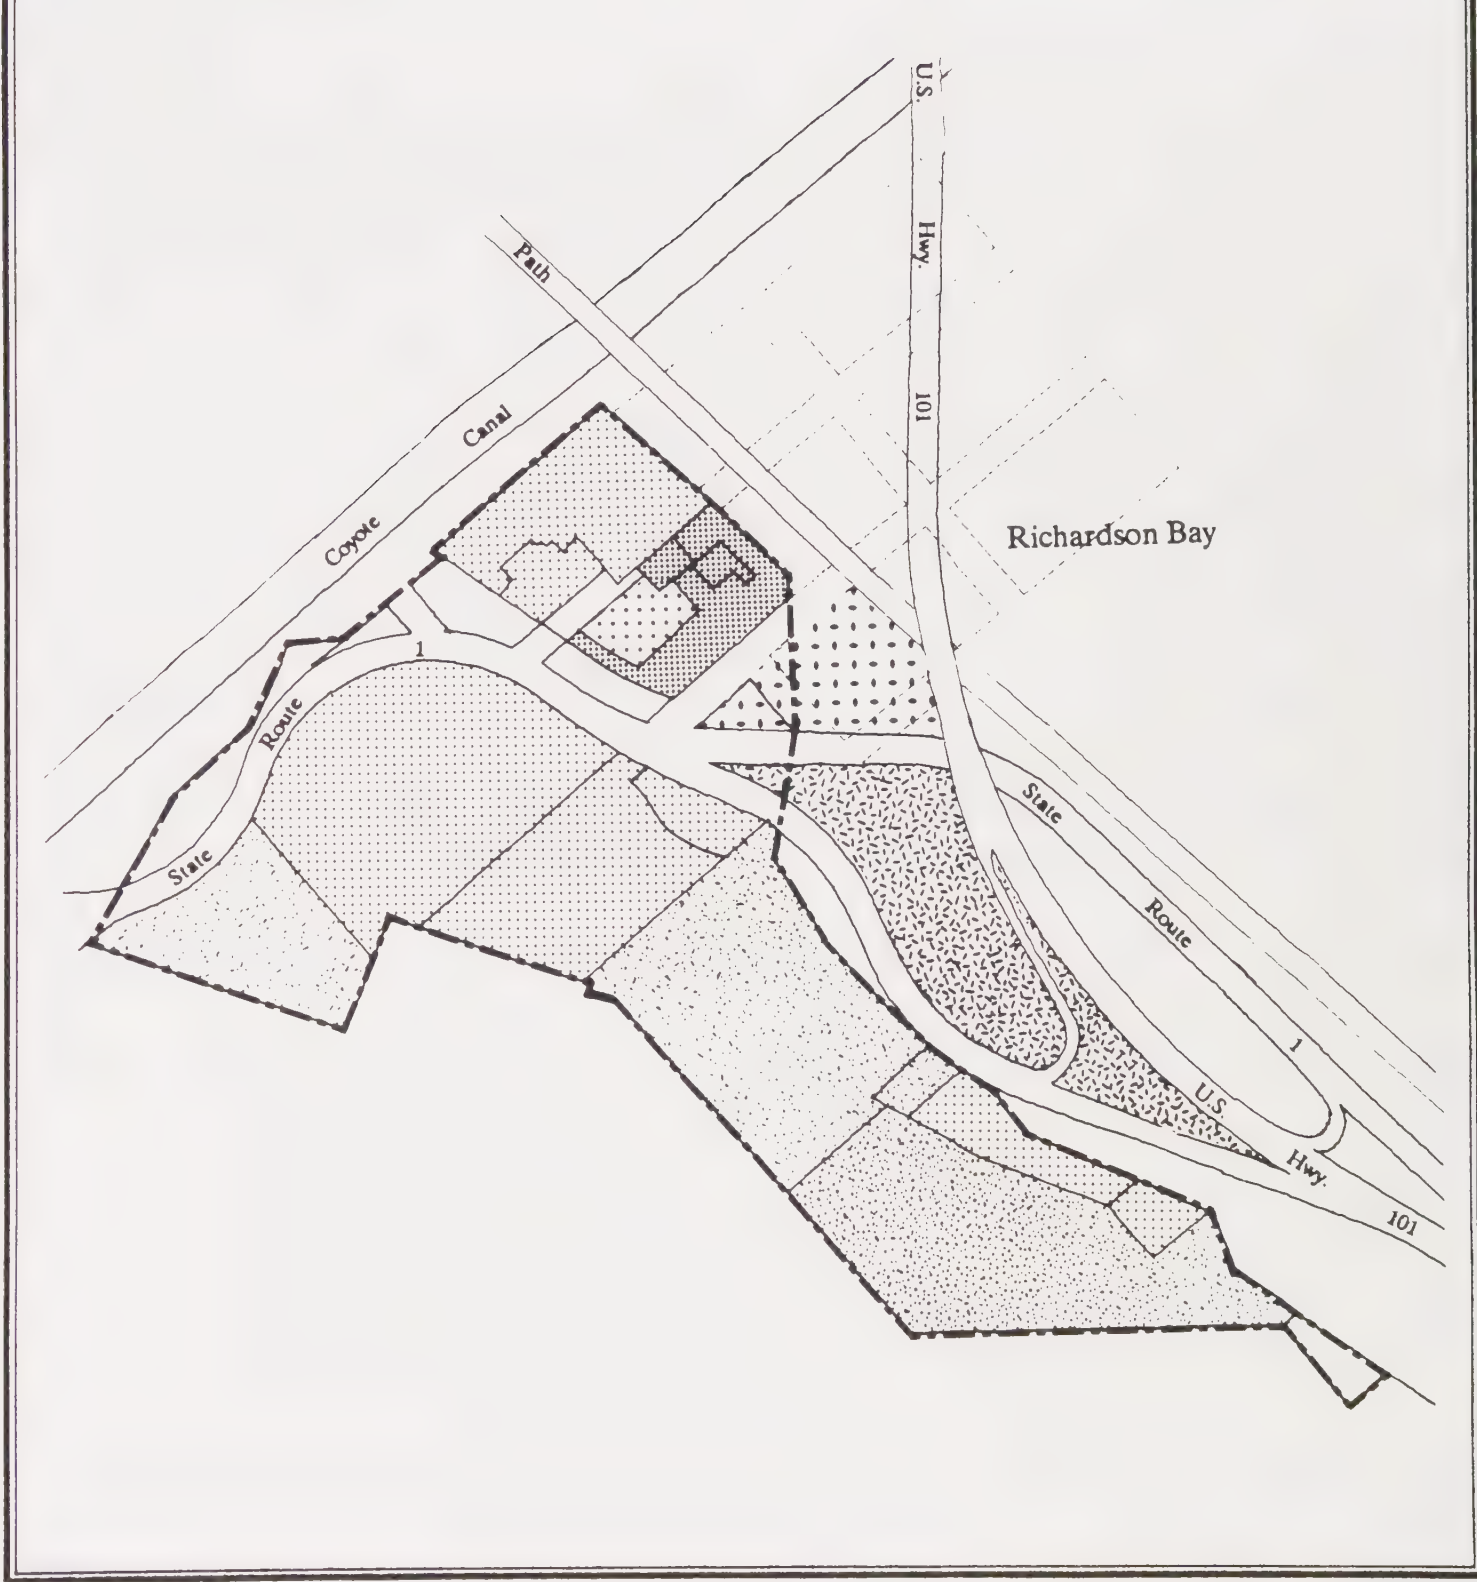 U.S.
Hwy.
101
Path
Canal
Coyote
Richardson Bay
1
Route
State
State
Route
1
U.S.
Hwy.
101